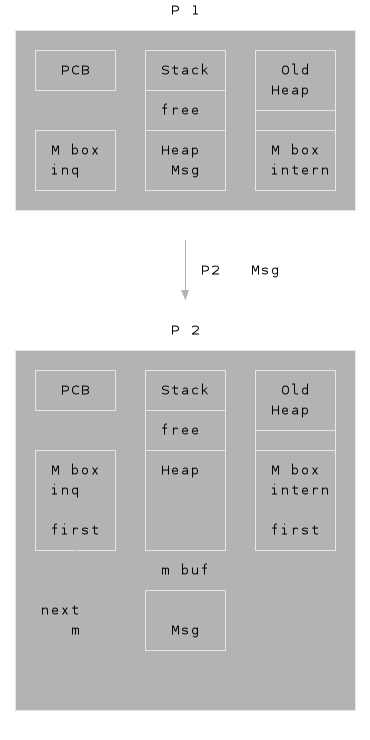 P 1
PCB
Stack
Old
Heap
free
M box
inq
Heap
Msg
M box
intern
P2 Msg
P 2
PCB
Stack
Old
Heap
free
M box
inq
first
Heap
M box
intern
first
m buf
next
m
Msg